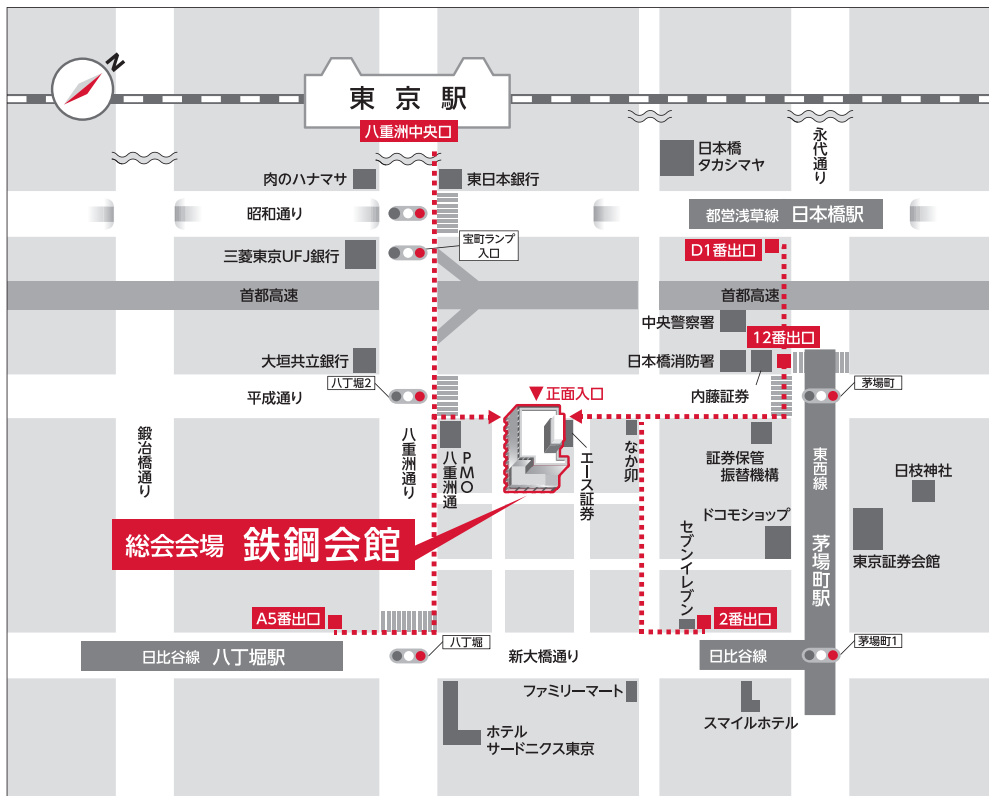 N
東京駅
八重洲中央口
永代通り
日本橋
タカシマヤ
肉のハナマサ
東日本銀行
昭和通り
都営浅草線 日本橋駅
宝町ランプ
入口
D1番出口
三菱東京UFJ銀行
首都高速
首都高速
中央警察署
12番出口
大垣共立銀行
日本橋消防署
八丁堀2
茅場町
平成通り
▼正面入口
内藤証券
鍛冶橋通り
八重洲通り
PMO
八重洲通
エース証券
なか卯
証券保管
振替機構
東西線
茅場町駅
日枝神社
ドコモショップ
総会会場 鉄鋼会館
セブンイレブン
東京証券会館
A5番出口
2番出口
八丁堀
茅場町1
日比谷線 八丁堀駅
新大橋通り
日比谷線
ファミリーマート
スマイルホテル
ホテル
サードニクス東京